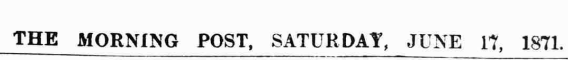 THE MORNING POST, SATURDAY, JUNE 17, 1871.